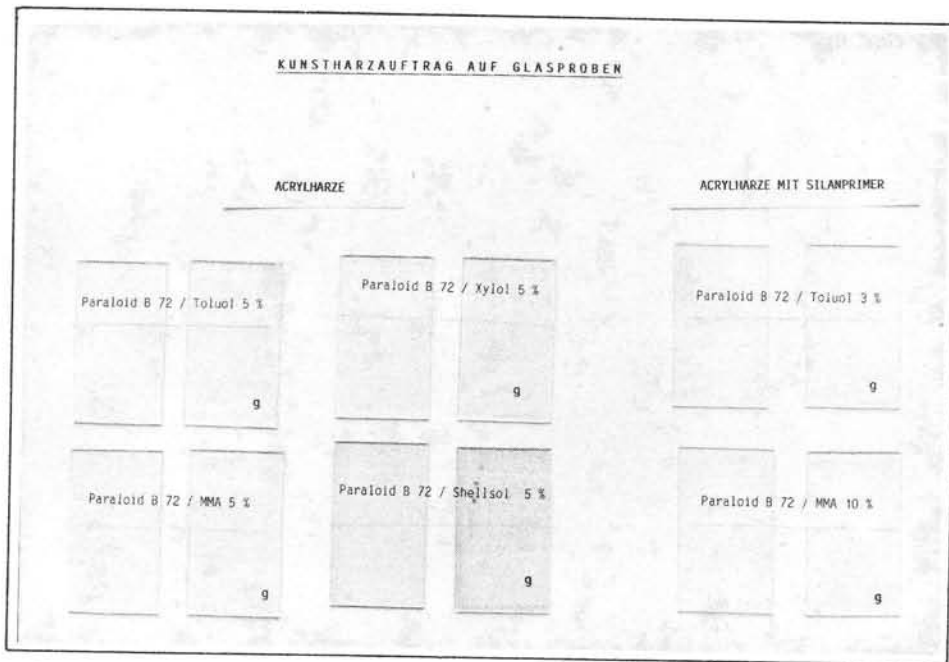 KUNSTHARZAUFTRAG AUF GLASPROBEN
ACRYLHARZE
Paraloid B 72 / Toluol 5 %
g
Paraloid B 72 / Xylol 5 %
g
Paraloid B 72 / MMA 5 %
g
Paraloid B 72 / Shellsol 5 %
g
ACRYLHARZE MIT SILANPRIMER
Paraloid B 72 / Toluol 3 %
g
Paraloid B 72 / MMA 10 %
g